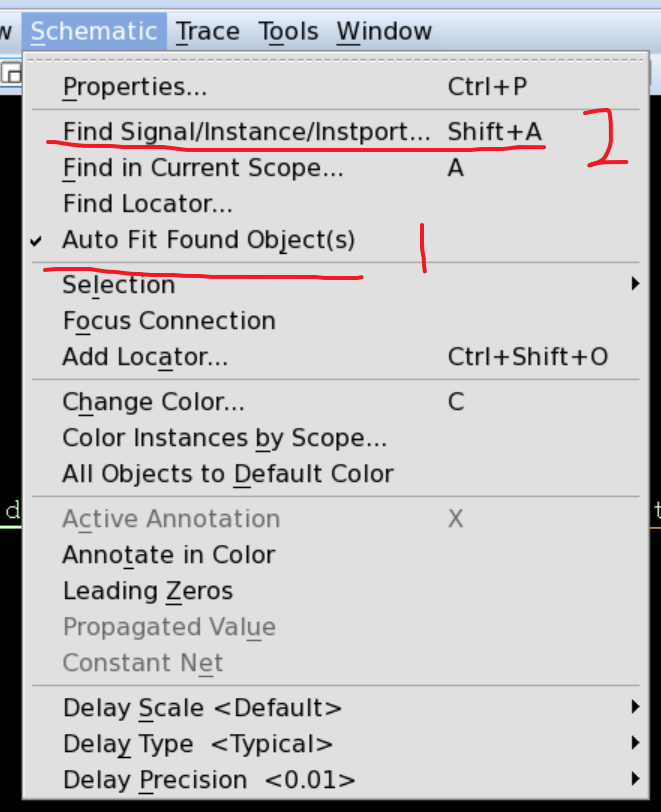 w Schematic Trace Tools Window
Properties... Ctrl+P
Find Signal/Instance/Instport... Shift+A 2
Find in Current Scope... A
Find Locator...
✓ Auto Fit Found Object(s) 1
Selection
Focus Connection
Add Locator... Ctrl+Shift+O
Change Color... C
Color Instances by Scope...
All Objects to Default Color
d t
Active Annotation X
Annotate in Color
Leading Zeros
Propagated Value
Constant Net
Delay Scale <Default>
Delay Type <Typical>
Delay Precision <0.01>